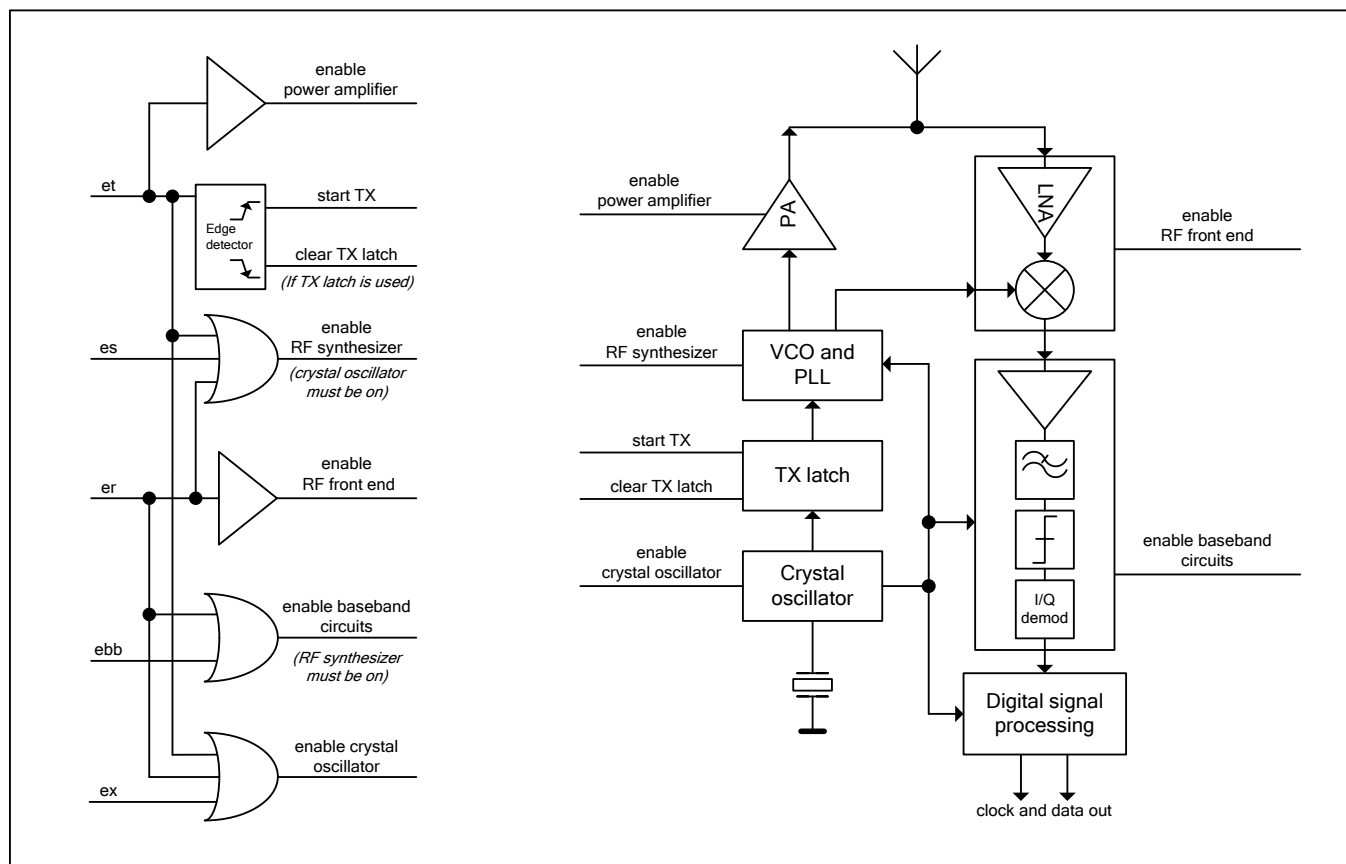 enable
power amplifier
et
Edge
detector
start TX
clear TX latch
(If TX latch is used)
es
enable
RF synthesizer
(crystal oscillator
must be on)
er
enable
RF front end
enable baseband
circuits
ebb
(RF synthesizer
must be on)
enable crystal
oscillator
ex
enable
power amplifier
PA
LNA
enable
RF front end
enable
RF synthesizer
VCO and
PLL
start TX
clear TX latch
TX latch
enable
crystal oscillator
Crystal
oscillator
enable baseband
circuits
I/Q
demod
Digital signal
processing
clock and data out